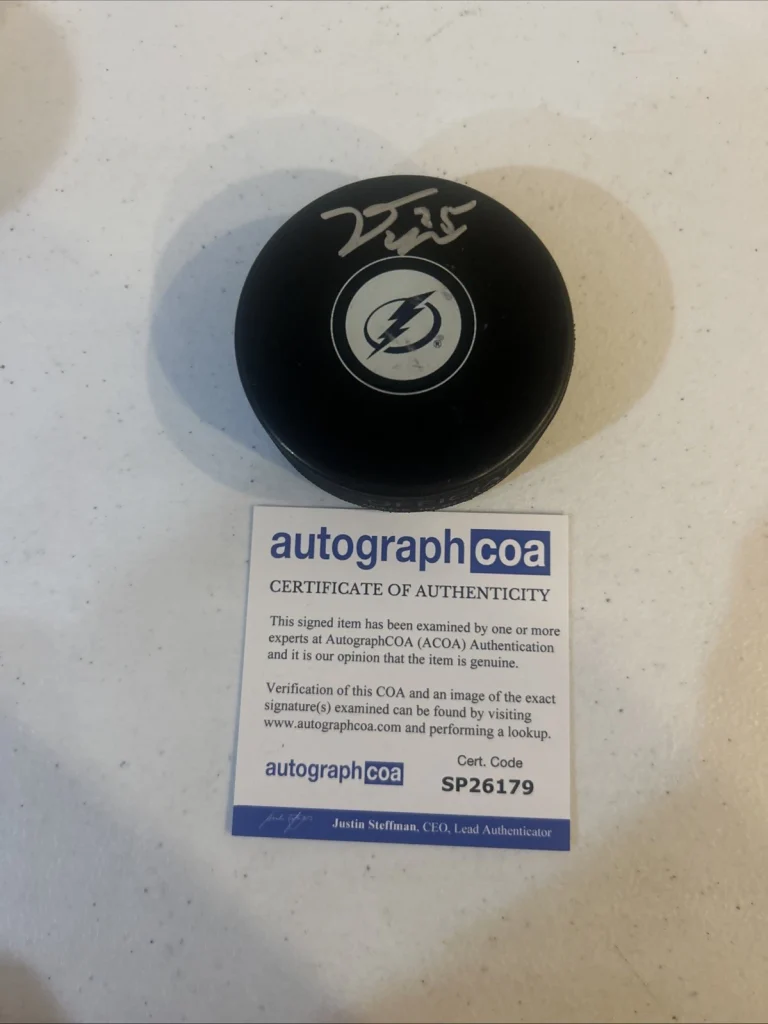 35
autograph coa
CERTIFICATE OF AUTHENTICITY
This signed item has been examined by one or more
experts at AutographCOA (ACOA) Authentication
and it is our opinion that the item is genuine.
Verification of this COA and an image of the exact
signature(s) examined can be found by visiting
www.autographcoa.com and performing a lookup.
autograph coa
Cert. Code
SP26179
Justin Steffman, CEO, Lead Authenticator